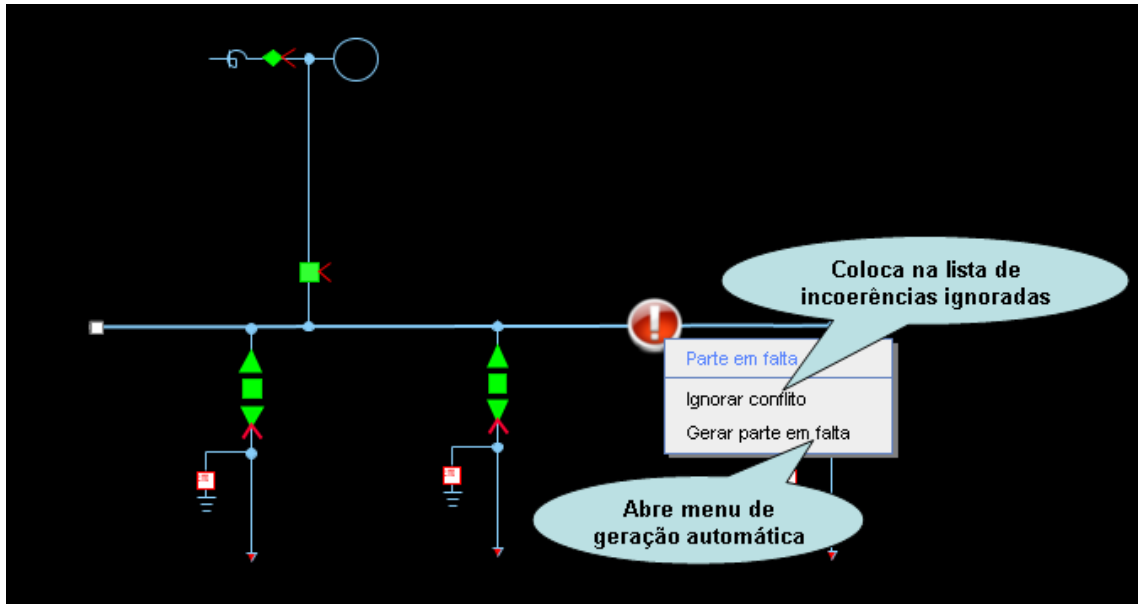 Coloca na lista de
incoerências ignoradas
!
Parte em falta
Ignorar conflito
Gerar parte em falta
Abre menu de
geração automática